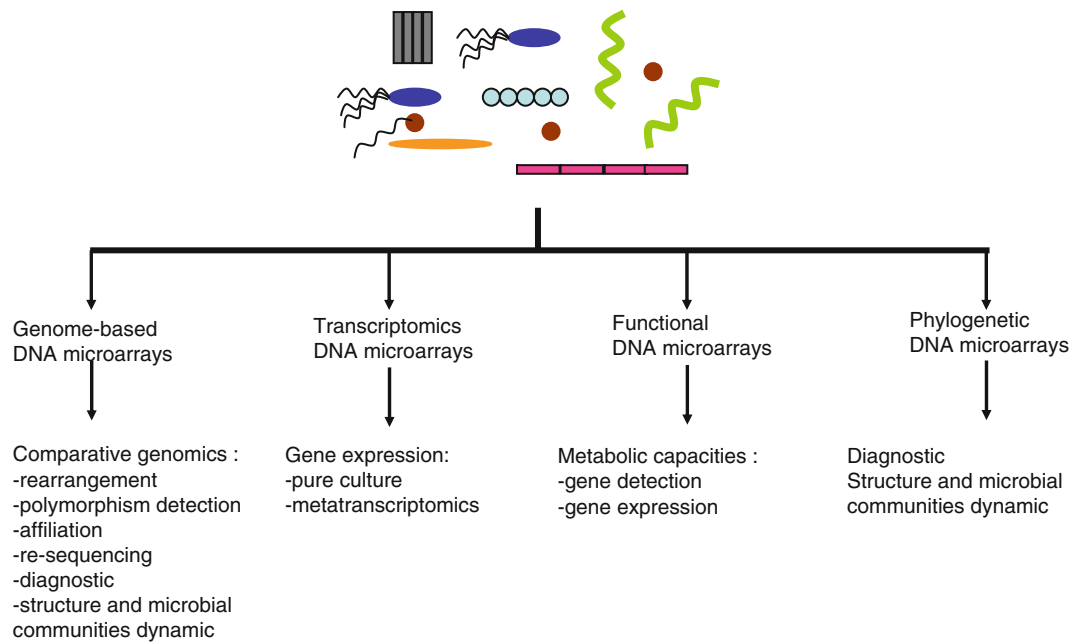 Genome-based
DNA microarrays
Transcriptomics
DNA microarrays
Functional
DNA microarrays
Phylogenetic
DNA microarrays
Comparative genomics :
-rearrangement
-polymorphism detection
-affiliation
-re-sequencing
-diagnostic
-structure and microbial
communities dynamic
Gene expression:
-pure culture
-metatranscriptomics
Metabolic capacities :
-gene detection
-gene expression
Diagnostic
Structure and microbial
communities dynamic